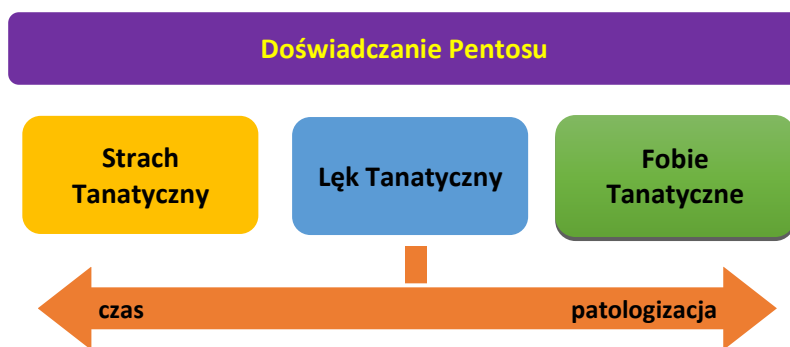 Doświadczanie Pentosu
Strach
Tanatyczny
Lęk Tanatyczny
Fobie
Tanatyczne
czas
patologizacja